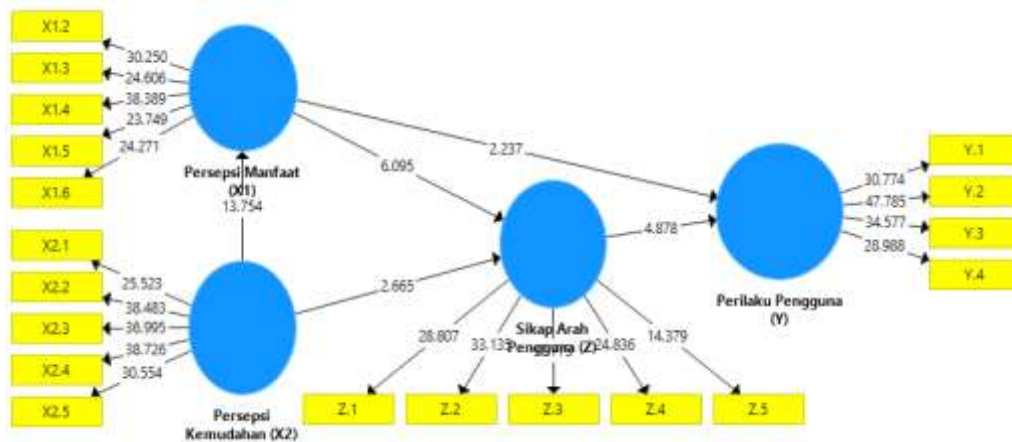 X1.2
X1.3
X1.4
X1.5
X1.6
30.250
24.606
38.389
23.749
24.271
Persepsi Manfaat
(X1)
13.754
6.095
2.237
X2.1
X2.2
X2.3
X2.4
X2.5
25.523
38.483
36.995
38.726
30.554
Persepsi
Kemudahan (X2)
2.665
4.878
Sikap Arah
Pengguna (Z)
28.807
33.135
24.836
14.379
Z.1
Z.2
Z.3
Z.4
Z.5
Perilaku Pengguna
(Y)
30.774
47.785
34.577
28.988
Y.1
Y.2
Y.3
Y.4